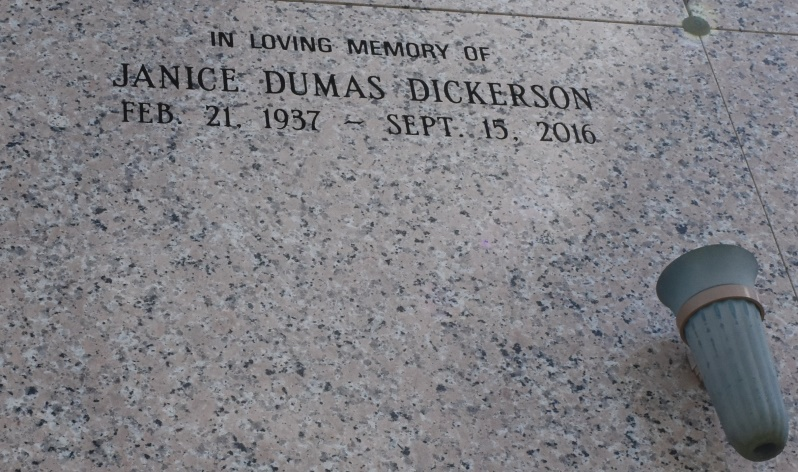 IN LOVING MEMORY OF
JANICE DUMAS DICKERSON
FEB. 21, 1937 – SEPT. 15, 2016